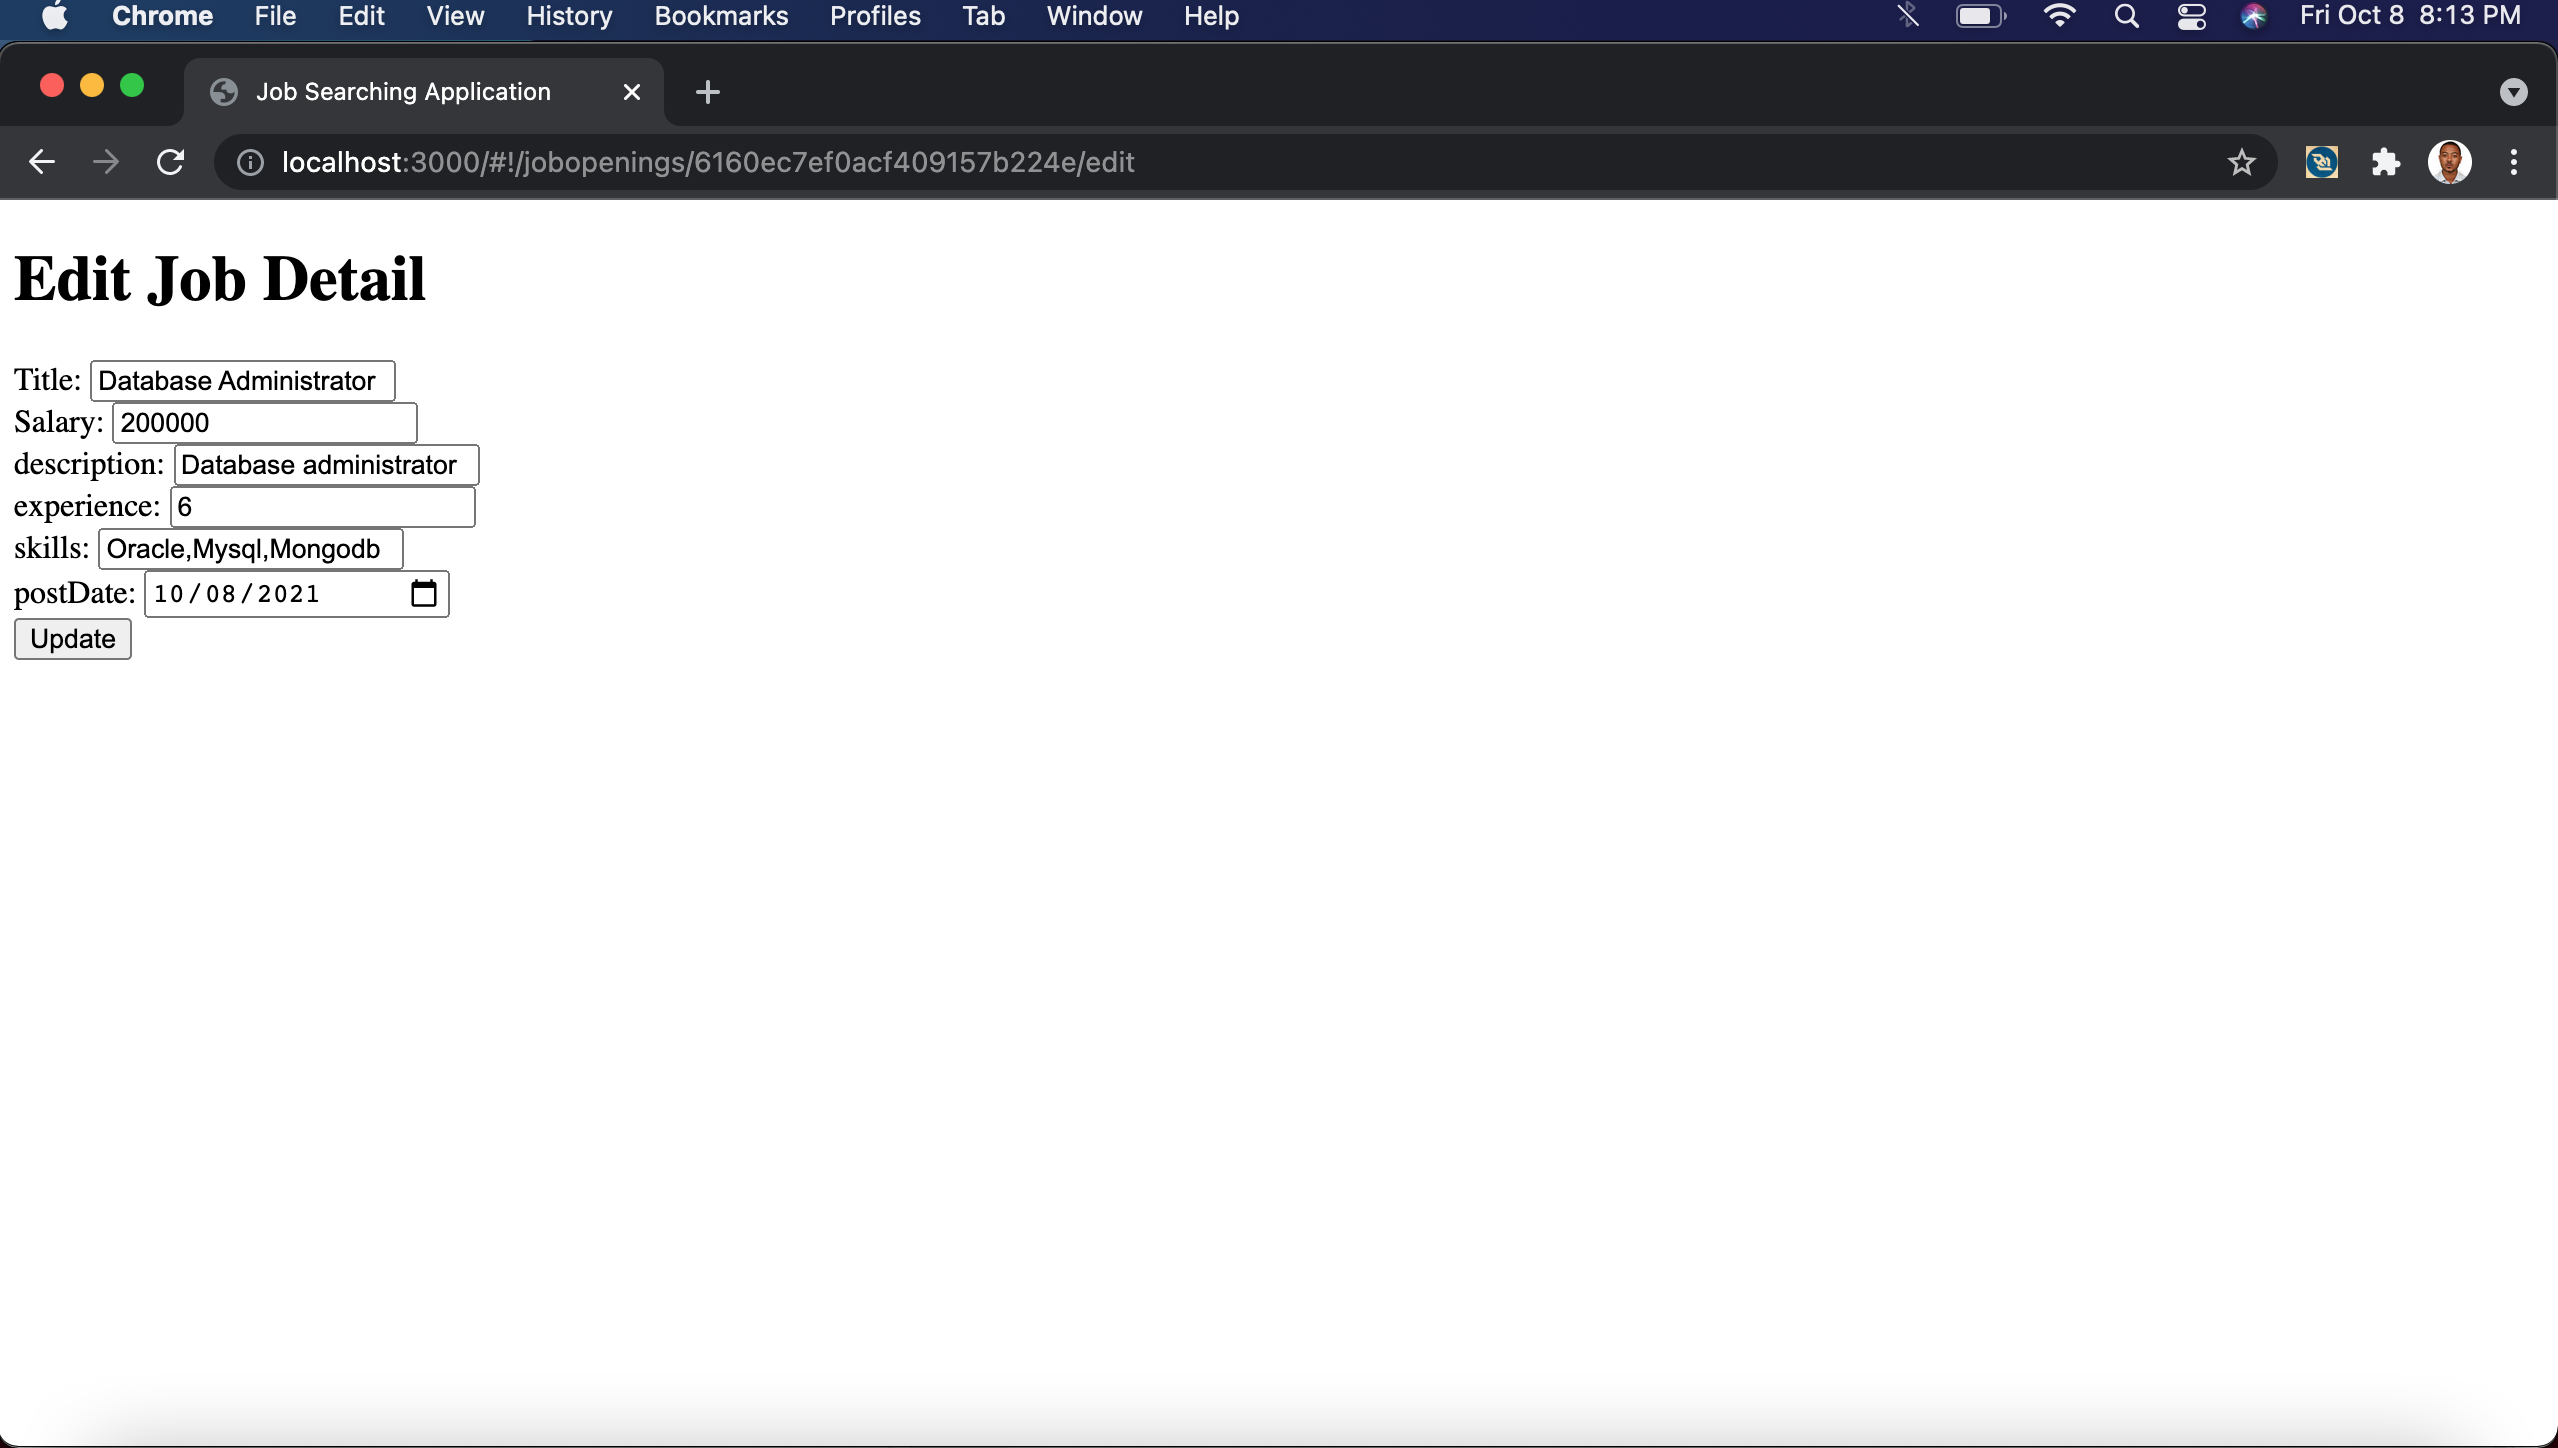 Chrome File Edit View History Bookmarks Profiles Tab Window Help Fri Oct 8 8:13 PM
Job Searching Application
localhost:3000/#!/jobopenings/6160ec7ef0acf409157b224e/edit
Edit Job Detail
Title: Database Administrator
Salary: 200000
description: Database administrator
experience: 6
skills: Oracle,Mysql,Mongodb
postDate: 10/08/2021
Update